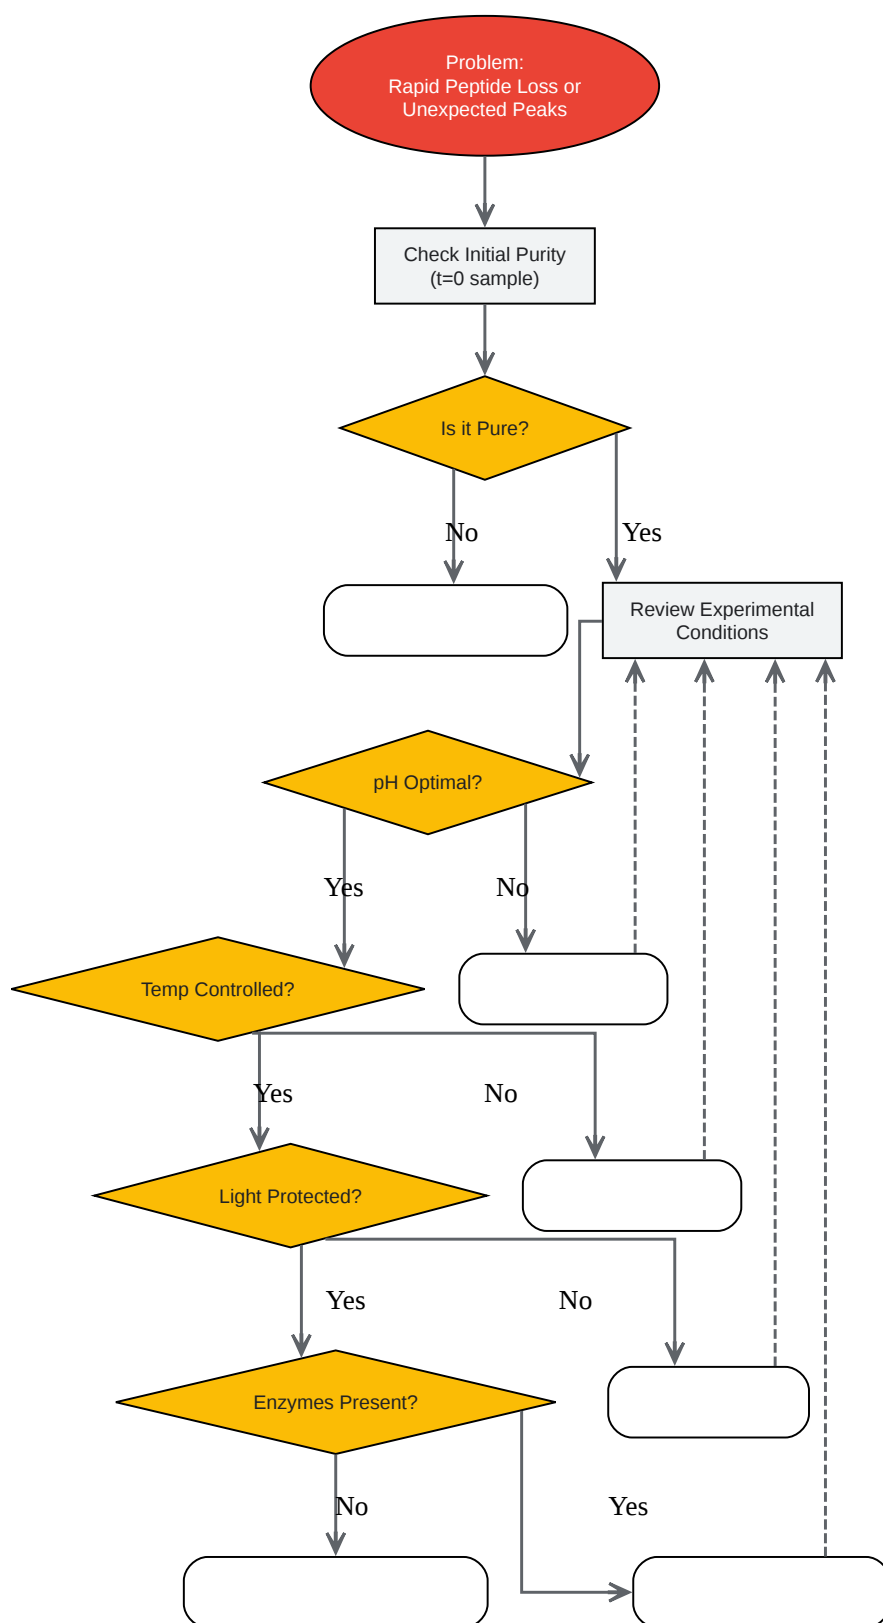 Problem:
Rapid Peptide Loss or
Unexpected Peaks
Check Initial Purity
(t=0 sample)
Is it Pure?
No
Yes
Review Experimental
Conditions
pH Optimal?
Yes
No
Temp Controlled?
Yes
No
Light Protected?
Yes
No
Enzymes Present?
No
Yes